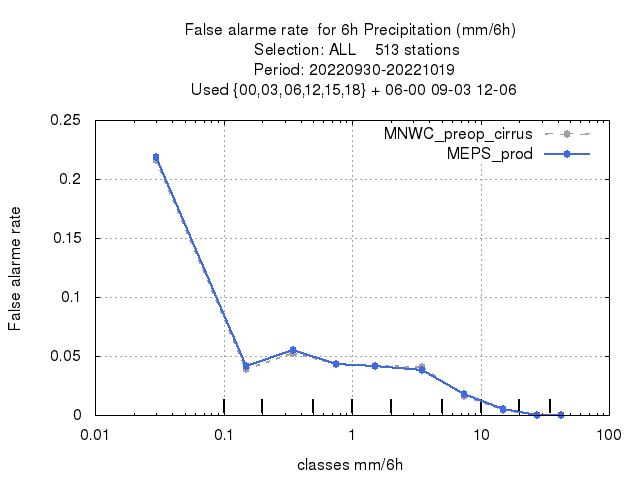 False alarme rate  for 6h Precipitation (mm/6h)
Selection: ALL    513 stations
Period: 20220930-20221019
Used {00,03,06,12,15,18} + 06-00 09-03 12-06
MNWC_preop_cirrus
MEPS_prod
0.25
0.2
0.15
0.1
0.05
0
False alarme rate
0.01
0.1
1
10
100
classes mm/6h